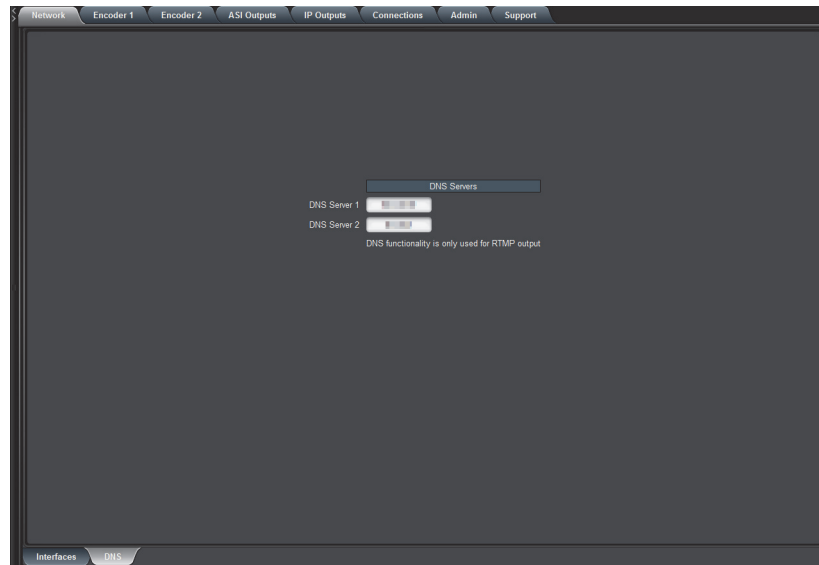 Network Encoder 1 Encoder 2 ASI Outputs IP Outputs Connections Admin Support
DNS Servers
DNS Server 1
DNS Server 2
DNS functionality is only used for RTMP output
Interfaces DNS